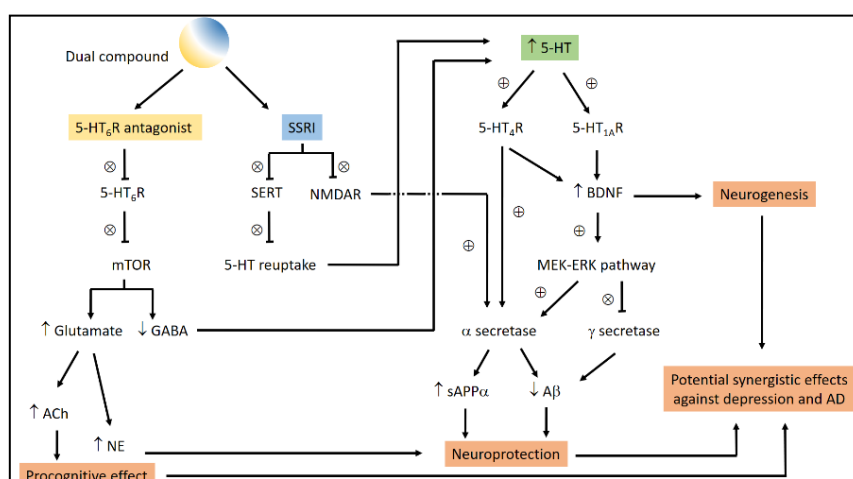 Dual compound
↑ 5-HT
⊕ ⊕
5-HT₆R antagonist
SSRI
5-HT₄R
5-HT₁AR
⊗ ⊗ ⊗
5-HT₆R
SERT
NMDAR
↑ BDNF
Neurogenesis
⊕
⊗ ⊗
⊕ ⊕
mTOR
5-HT reuptake
MEK-ERK pathway
⊕ ⊗
↑ Glutamate
↓ GABA
α secretase
γ secretase
↑ sAPPα
↓ Aβ
Potential synergistic effects
against depression and AD
↑ ACh
↑ NE
Neuroprotection
Procognitive effect